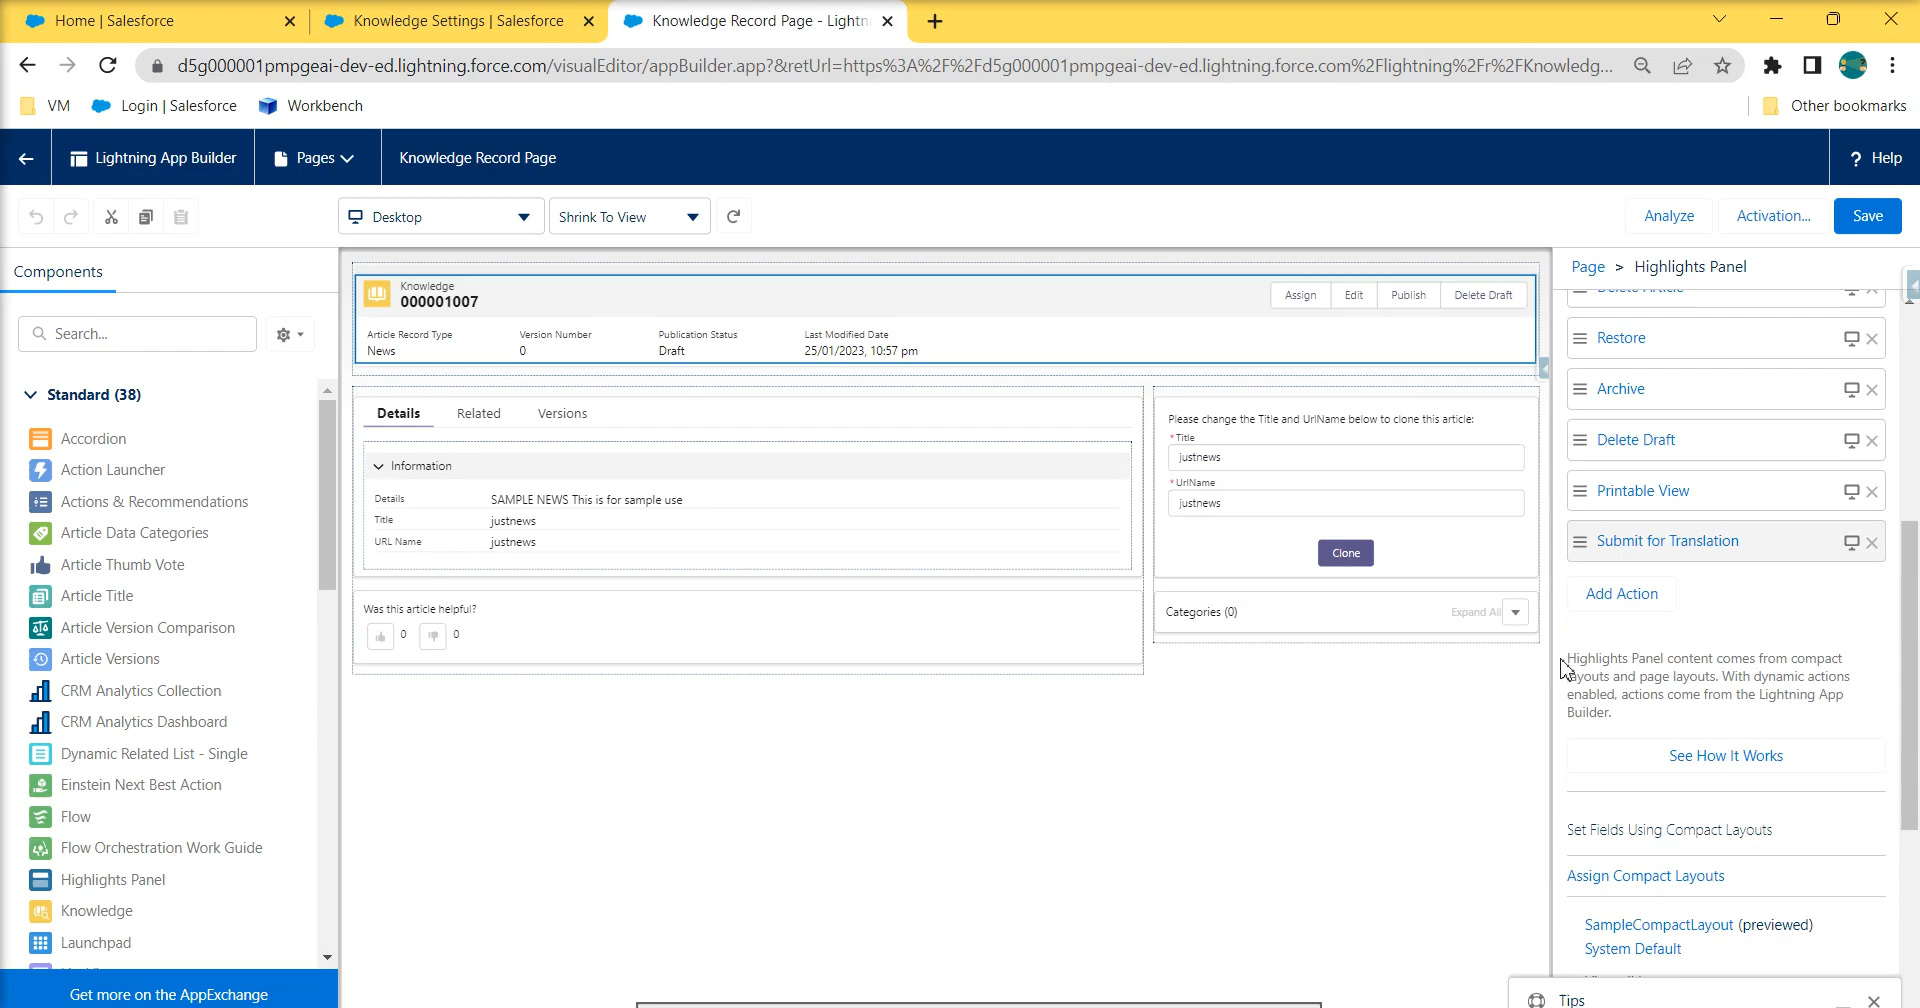 Home | Salesforce
Knowledge Settings | Salesforce
Knowledge Record Page - Lightn
d5g000001pmpgeai-dev-ed.lightning.force.com/visualEditor/appBuilder.app?&retUrl=https%3A%2F%2Fd5g000001pmpgeai-dev-ed.lightning.force.com%2Flightning%2Fr%2FKnowledg...
VM
Login | Salesforce
Workbench
Other bookmarks
Lightning App Builder
Pages
Knowledge Record Page
? Help
Desktop
Shrink To View
Analyze
Activation...
Save
Components
Search...
Standard (38)
Accordion
Action Launcher
Actions & Recommendations
Article Data Categories
Article Thumb Vote
Article Title
Article Version Comparison
Article Versions
CRM Analytics Collection
CRM Analytics Dashboard
Dynamic Related List - Single
Einstein Next Best Action
Flow
Flow Orchestration Work Guide
Highlights Panel
Knowledge
Launchpad
Get more on the AppExchange
Knowledge
000001007
Assign
Edit
Publish
Delete Draft
Article Record Type
Version Number
Publication Status
Last Modified Date
News
0
Draft
25/01/2023, 10:57 pm
Details
Related
Versions
Information
Details
SAMPLE NEWS This is for sample use
Title
justnews
URL Name
justnews
Was this article helpful?
0
0
Please change the Title and UrlName below to clone this article:
* Title
justnews
* UrlName
justnews
Clone
Categories (0)
Expand All
Page > Highlights Panel
Delete Article
Restore
Archive
Delete Draft
Printable View
Submit for Translation
Add Action
Highlights Panel content comes from compact
layouts and page layouts. With dynamic actions
enabled, actions come from the Lightning App
Builder.
See How It Works
Set Fields Using Compact Layouts
Assign Compact Layouts
SampleCompactLayout (previewed)
System Default
Tips